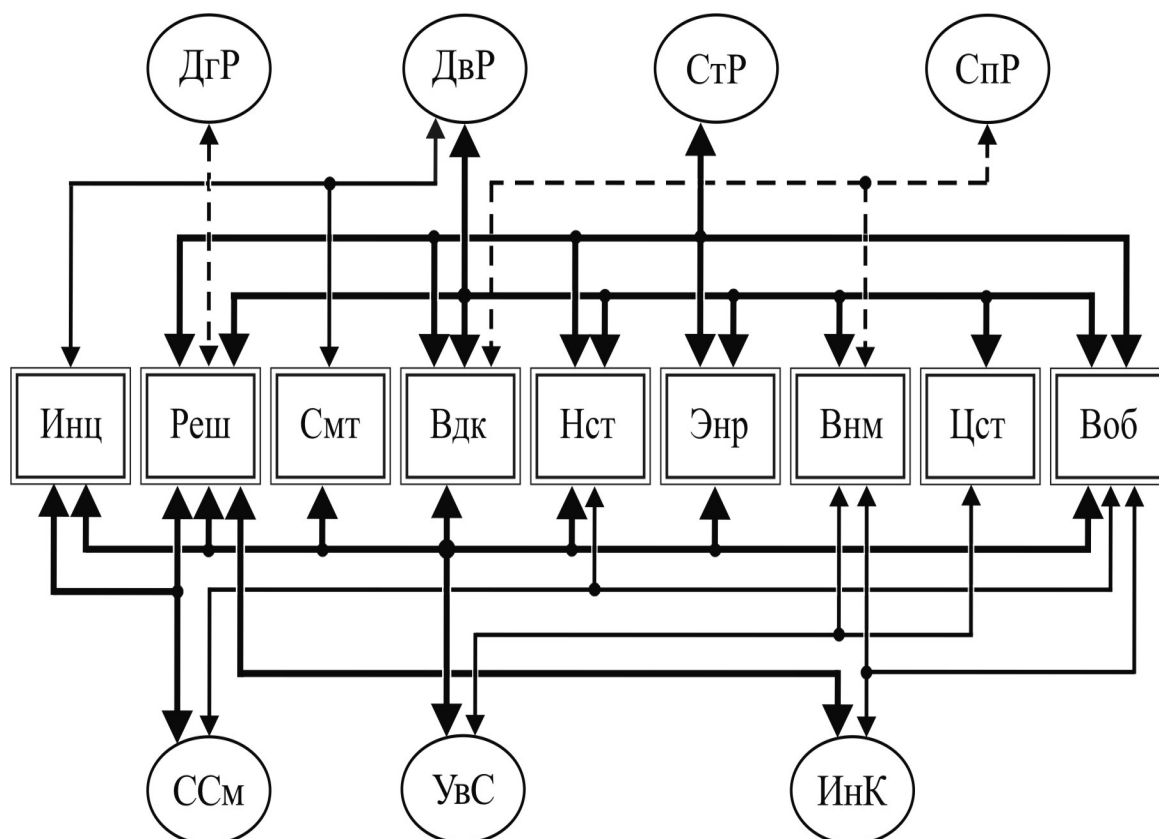 ДгР ДвР СтР СпР
Инц Реш Смт Вдк Нст Энр Внм Цст Воб
ССм УвС ИнК